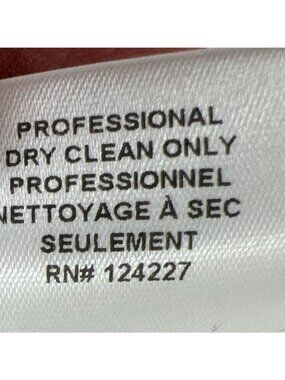 PROFESSIONAL
DRY CLEAN ONLY
PROFESSIONNEL
NETTOYAGE À SEC
SEULEMENT
RN# 124227